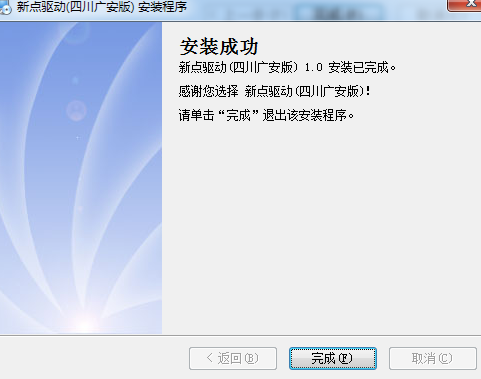 新点驱动(四川广安版) 安装程序
安装成功
新点驱动(四川广安版) 1.0 安装已完成。
感谢您选择 新点驱动(四川广安版)!
请单击“完成”退出该安装程序。
< 返回(B)
完成(F)
取消(C)